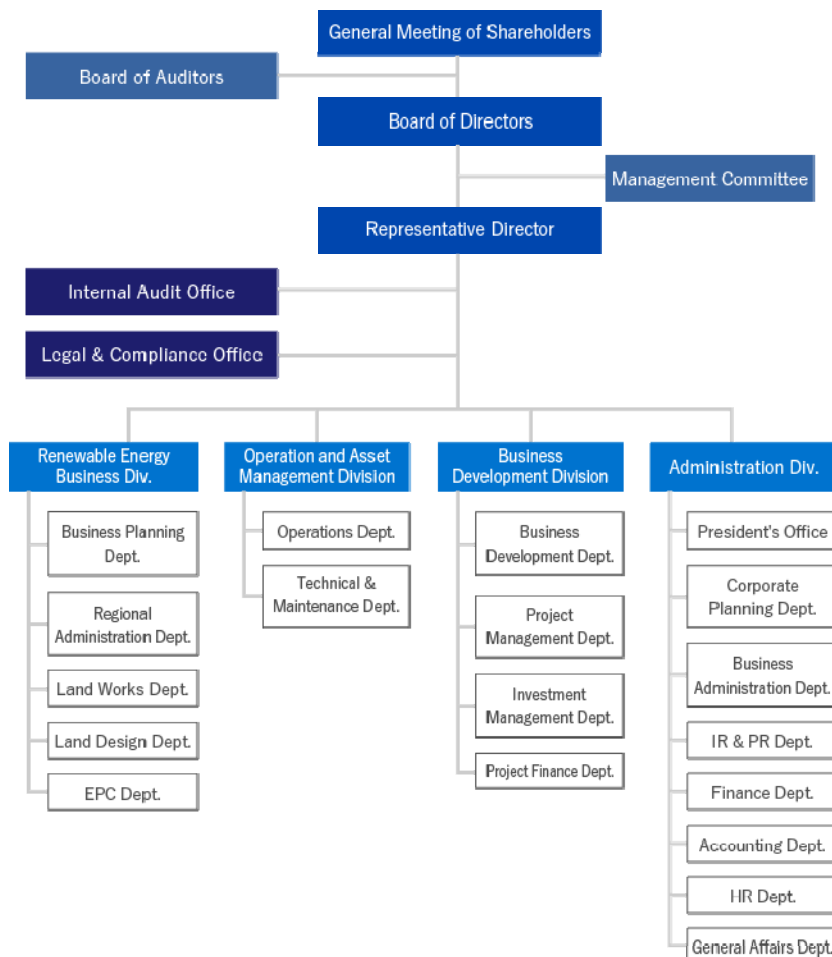 General Meeting of Shareholders
Board of Auditors
Board of Directors
Management Committee
Representative Director
Internal Audit Office
Legal & Compliance Office
Renewable Energy
Business Div.
Business Planning
Dept.
Regional
Administration Dept.
Land Works Dept.
Land Design Dept.
EPC Dept.
Operation and Asset
Management Division
Operations Dept.
Technical &
Maintenance Dept.
Business
Development Division
Business
Development Dept.
Project
Management Dept.
Investment
Management Dept.
Project Finance Dept.
Administration Div.
President's Office
Corporate
Planning Dept.
Business
Administration Dept.
IR & PR Dept.
Finance Dept.
Accounting Dept.
HR Dept.
General Affairs Dept.